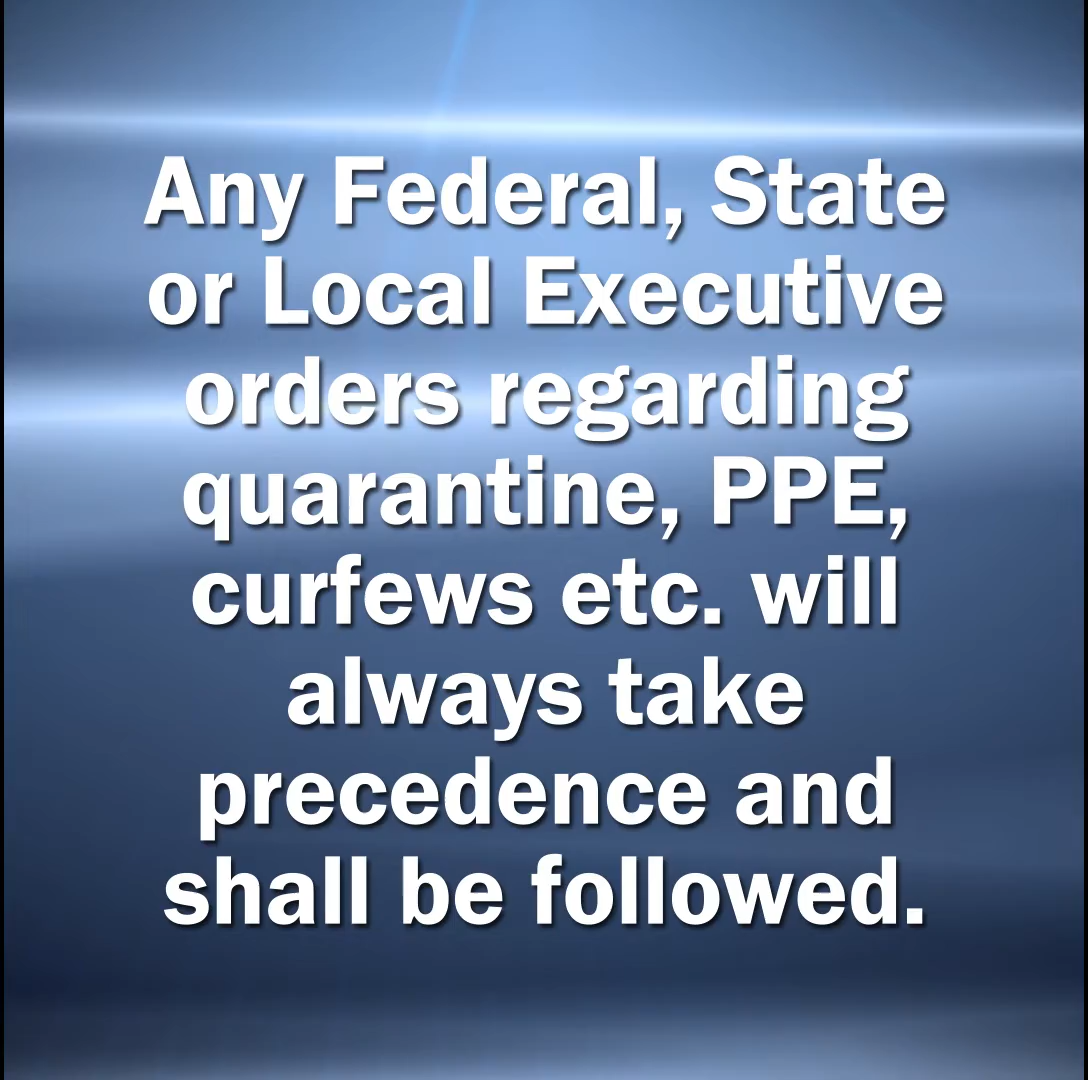 Any Federal, State
or Local Executive
orders regarding
quarantine, PPE,
curfews etc. will
always take
precedence and
shall be followed.